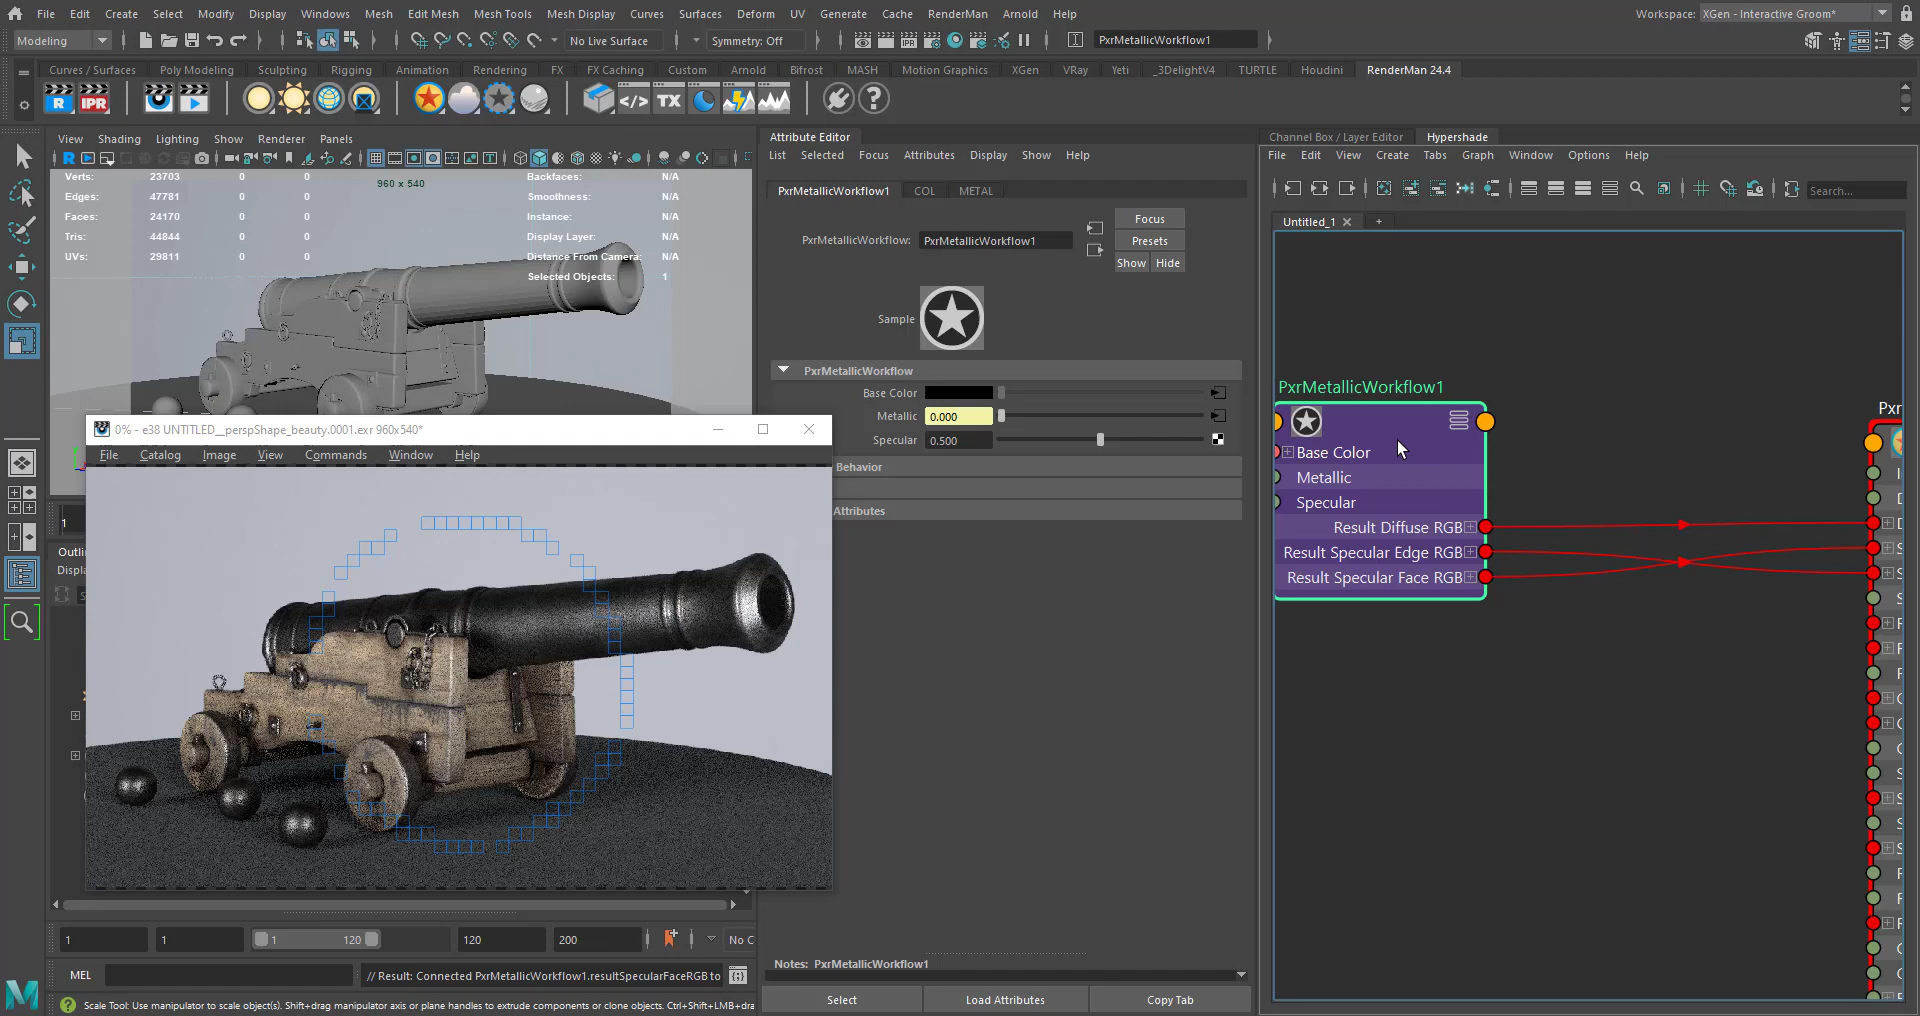 File Edit Create Select Modify Display Windows Mesh Edit Mesh Mesh Tools Mesh Display Curves Surfaces Deform UV Generate Cache RenderMan Arnold Help
Workspace: XGen - Interactive Groom*
Modeling
No Live Surface
Symmetry: Off
IPR
PxrMetallicWorkflow1
Curves / Surfaces Poly Modeling Sculpting Rigging Animation Rendering FX FX Caching Custom Arnold Bifrost MASH Motion Graphics XGen VRay Yeti _3DelightV4 TURTLE Houdini RenderMan 24.4
R IPR
</> TX
?
View Shading Lighting Show Renderer Panels
R
Verts: 23703 0 0
Edges: 47781 0 0
Faces: 24170 0 0
Tris: 44844 0 0
UVs: 29811 0 0
960 x 540
Backfaces: N/A
Smoothness: N/A
Instance: N/A
Display Layer: N/A
Distance From Camera: N/A
Selected Objects: 1
0% - e38 UNTITLED__perspShape_beauty.0001.exr 960x540*
File Catalog Image View Commands Window Help
1
Outlin
Displa
S
1 1 1 120 120 200 No C
MEL
// Result: Connected PxrMetallicWorkflow1.resultSpecularFaceRGB to
Scale Tool: Use manipulator to scale object(s). Shift+drag manipulator axis or plane handles to extrude components or clone objects. Ctrl+Shift+LMB+dra
Attribute Editor
List Selected Focus Attributes Display Show Help
PxrMetallicWorkflow1 COL METAL
PxrMetallicWorkflow: PxrMetallicWorkflow1
Focus
Presets
Show Hide
Sample
PxrMetallicWorkflow
Base Color
Metallic 0.000
Specular 0.500
Behavior
Attributes
Notes: PxrMetallicWorkflow1
Select Load Attributes Copy Tab
Channel Box / Layer Editor Hypershade
File Edit View Create Tabs Graph Window Options Help
Search...
Untitled_1 +
PxrMetallicWorkflow1
Base Color
Metallic
Specular
Result Diffuse RGB
Result Specular Edge RGB
Result Specular Face RGB
Pxr